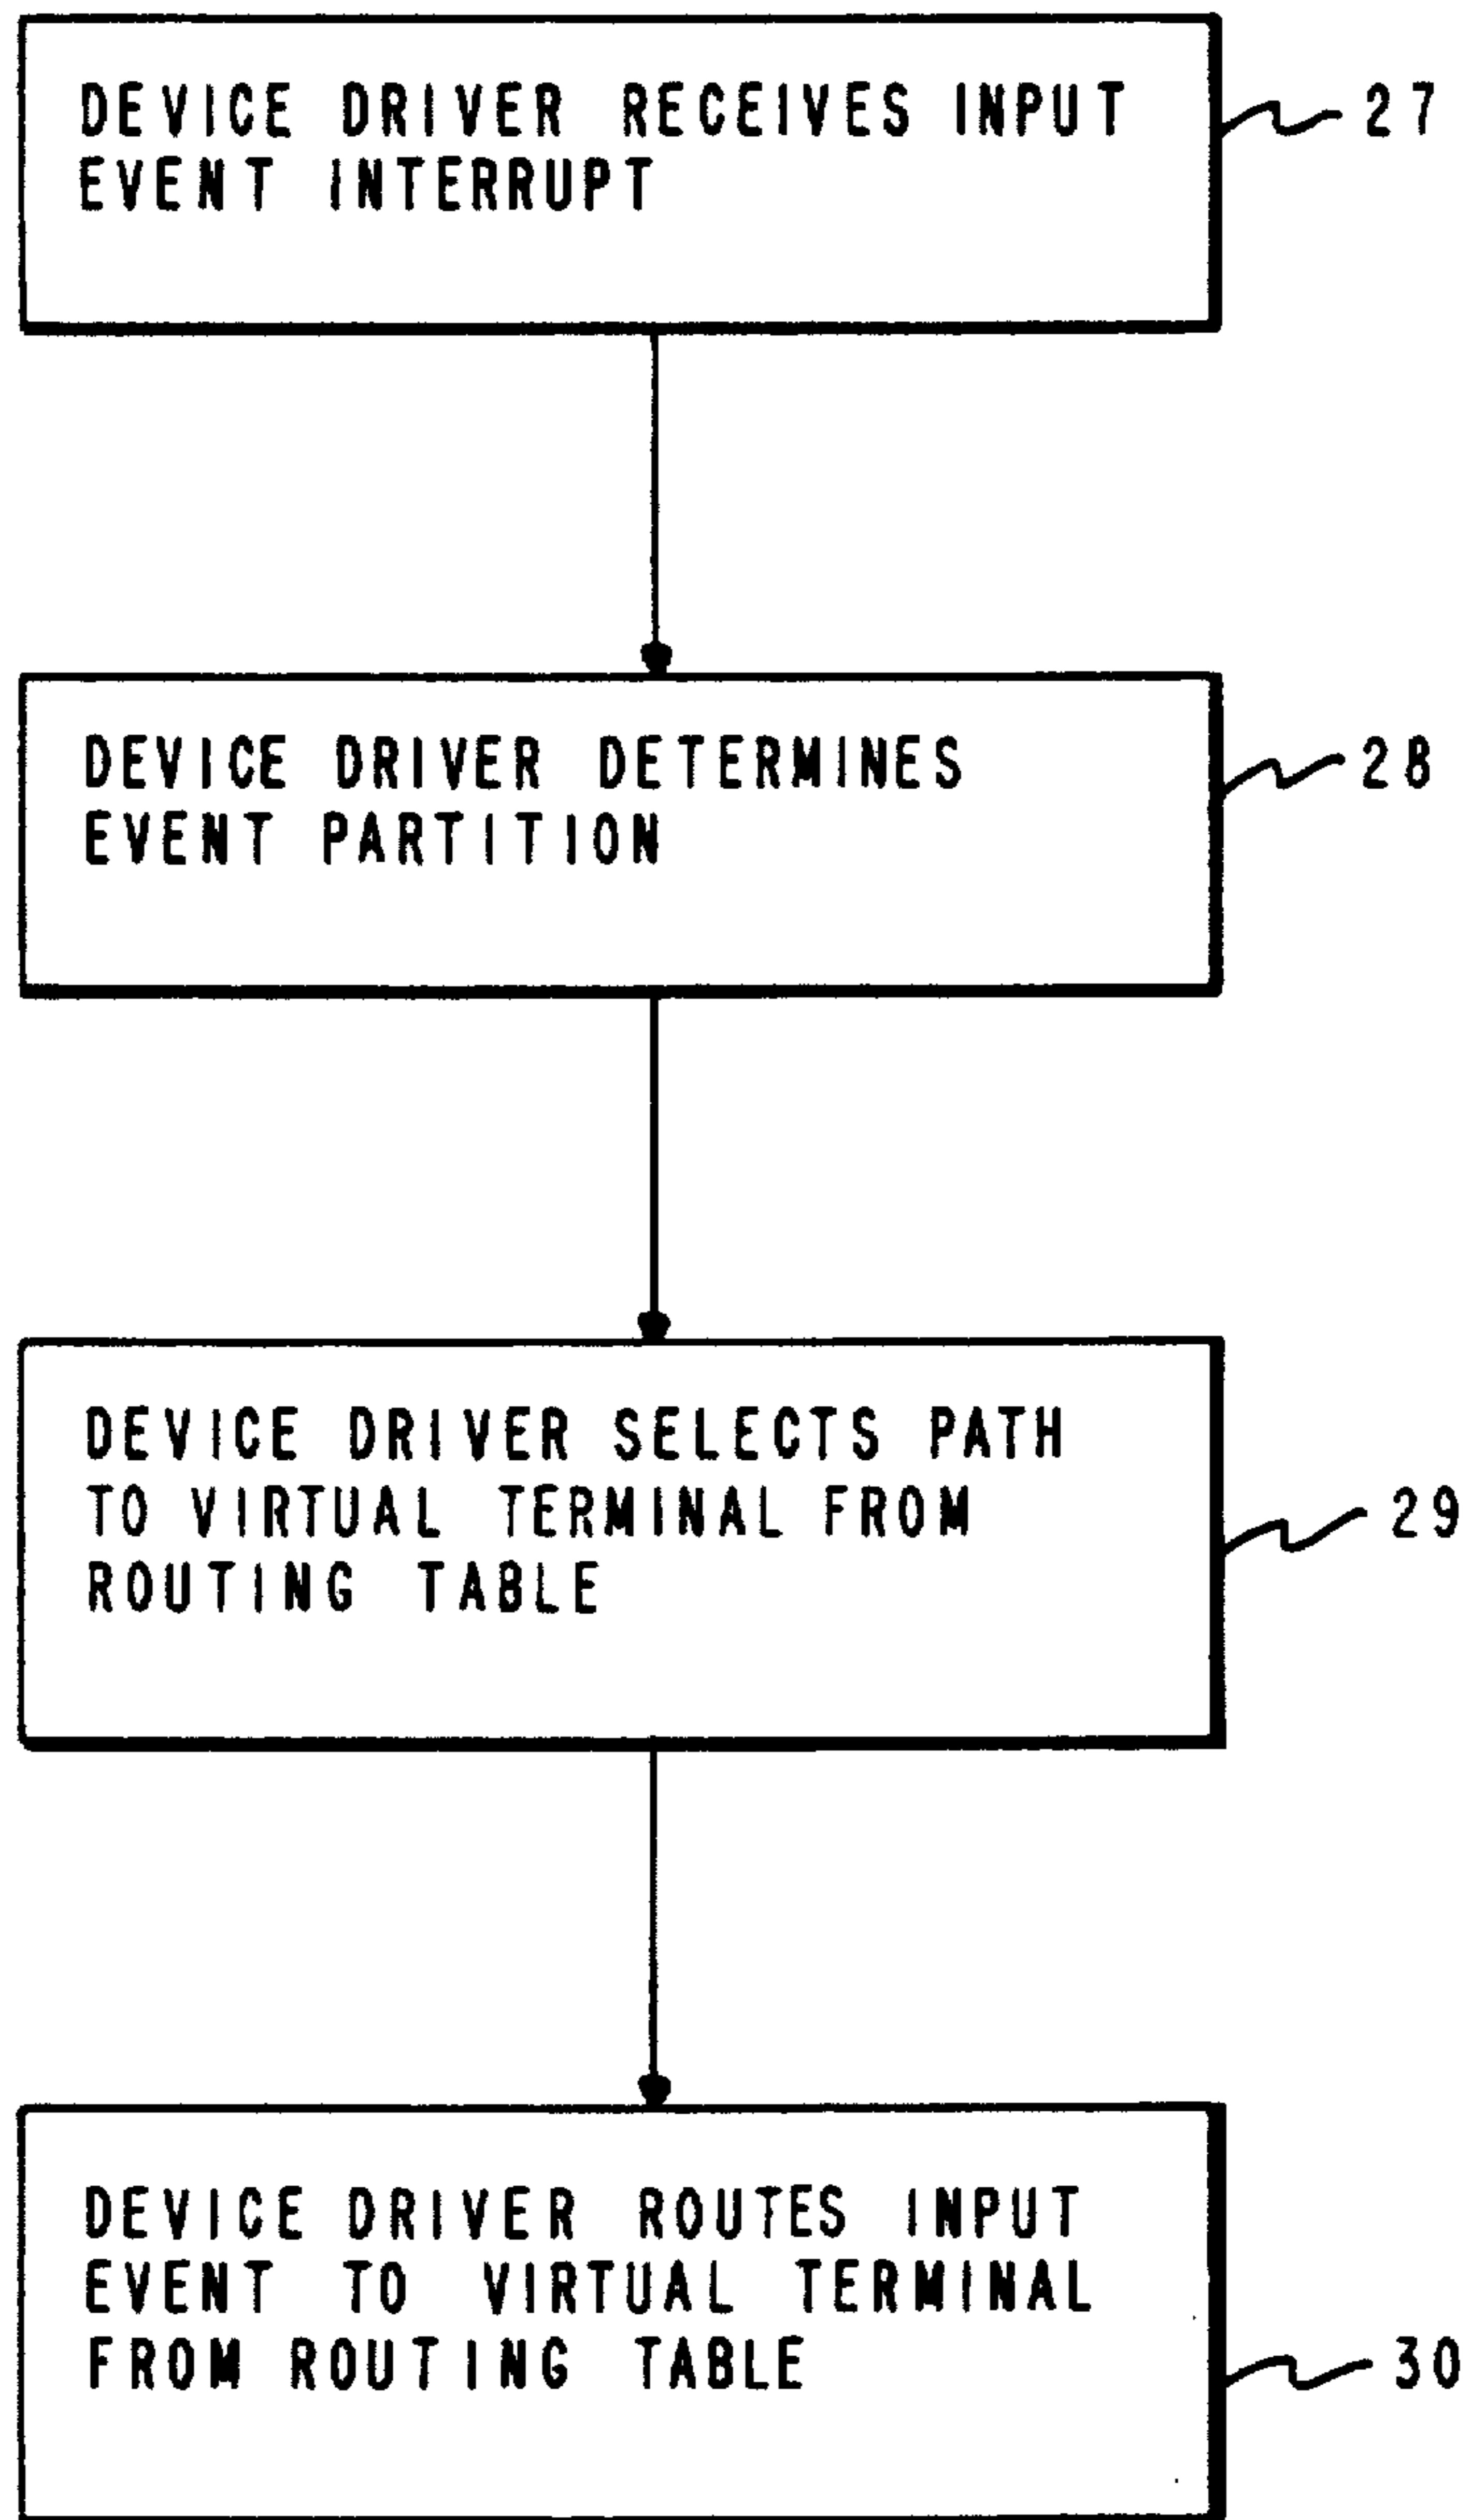 DEVICE DRIVER RECEIVES INPUT
EVENT INTERRUPT
27
DEVICE DRIVER DETERMINES
EVENT PARTITION
28
DEVICE DRIVER SELECTS PATH
TO VIRTUAL TERMINAL FROM
ROUTING TABLE
29
DEVICE DRIVER ROUTES INPUT
EVENT TO VIRTUAL TERMINAL
FROM ROUTING TABLE
30